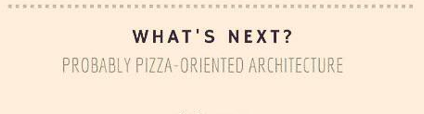 WHAT'S NEXT?
PROBABLY PIZZA-ORIENTED ARCHITECTURE